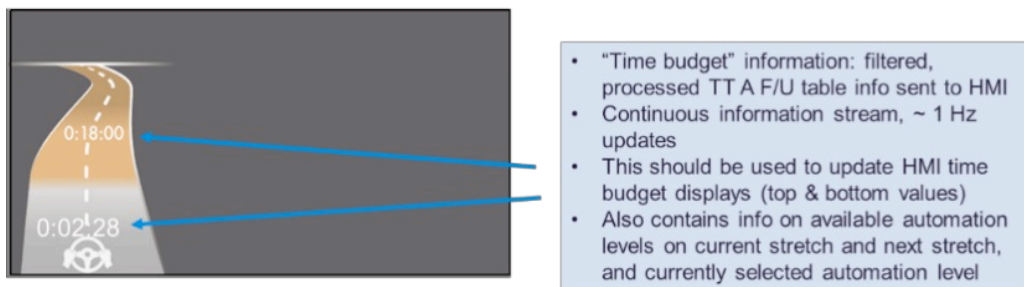 0:18:00
0:02:28
• “Time budget” information: filtered,
processed TT A F/U table info sent to HMI
• Continuous information stream, ~ 1 Hz
updates
• This should be used to update HMI time
budget displays (top & bottom values)
• Also contains info on available automation
levels on current stretch and next stretch,
and currently selected automation level